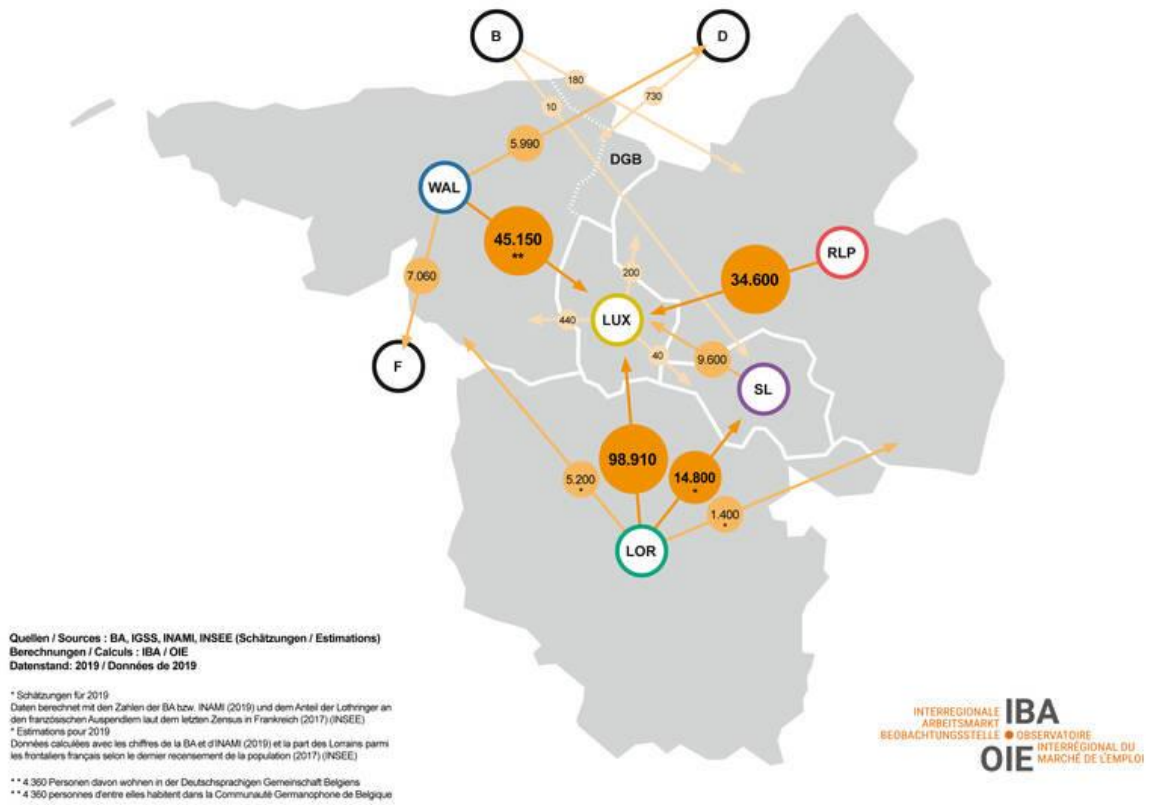 B
D
180
10
730
5.990
DGB
WAL
45.150
**
RLP
200
34.600
7.060
LUX
440
40
9.600
F
SL
98.910
14.800
*
5.200
*
1.400
*
LOR
Quellen / Sources : BA, IGSS, INAMI, INSEE (Schätzungen / Estimations)
Berechnungen / Calculs : IBA / OIE
Datenstand: 2019 / Données de 2019
* Schätzungen für 2019
Daten berechnet mit den Zahlen der BA bzw. INAMI (2019) und dem Anteil der Lothringer an
den französischen Auspendlern laut dem letzten Zensus in Frankreich (2017) (INSEE)
* Estimations pour 2019
Données calculées avec les chiffres de la BA et d'INAMI (2019) et la part des Lorrains parmi
les frontaliers français selon le dernier recensement de la population (2017) (INSEE)
* * 4 360 Personen davon wohnen in der Deutschsprachigen Gemeinschaft Belgiens
* * 4 360 personnes d'entre elles habitent dans la Communauté Germanophone de Belgique
INTERREGIONALE
ARBEITSMARKT
BEOBACHTUNGSSTELLE
IBA
OBSERVATOIRE
OIE
INTERRÉGIONAL DU
MARCHÉ DE L'EMPLOI